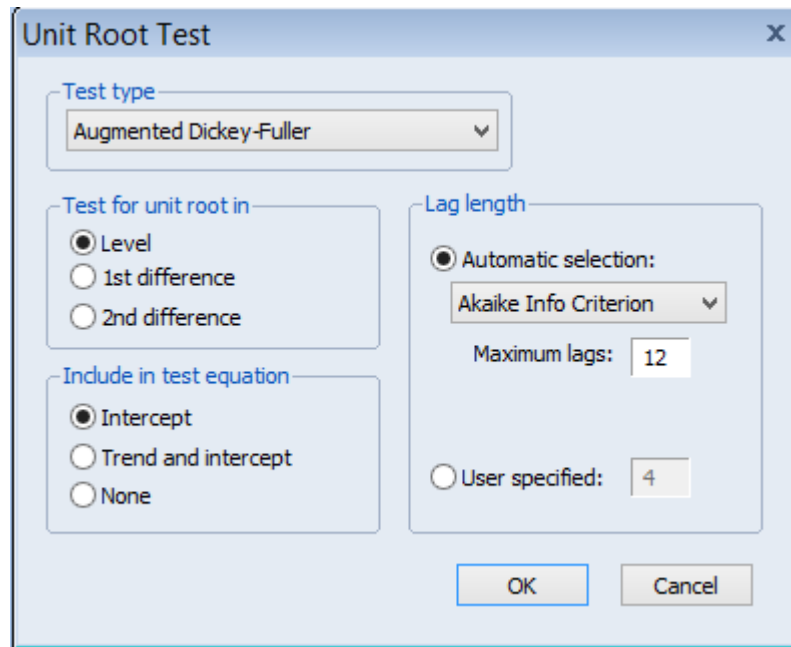 Unit Root Test
x
Test type
Augmented Dickey-Fuller
Test for unit root in
Level
1st difference
2nd difference
Include in test equation
Intercept
Trend and intercept
None
Lag length
Automatic selection:
Akaike Info Criterion
Maximum lags: 12
User specified: 4
OK
Cancel